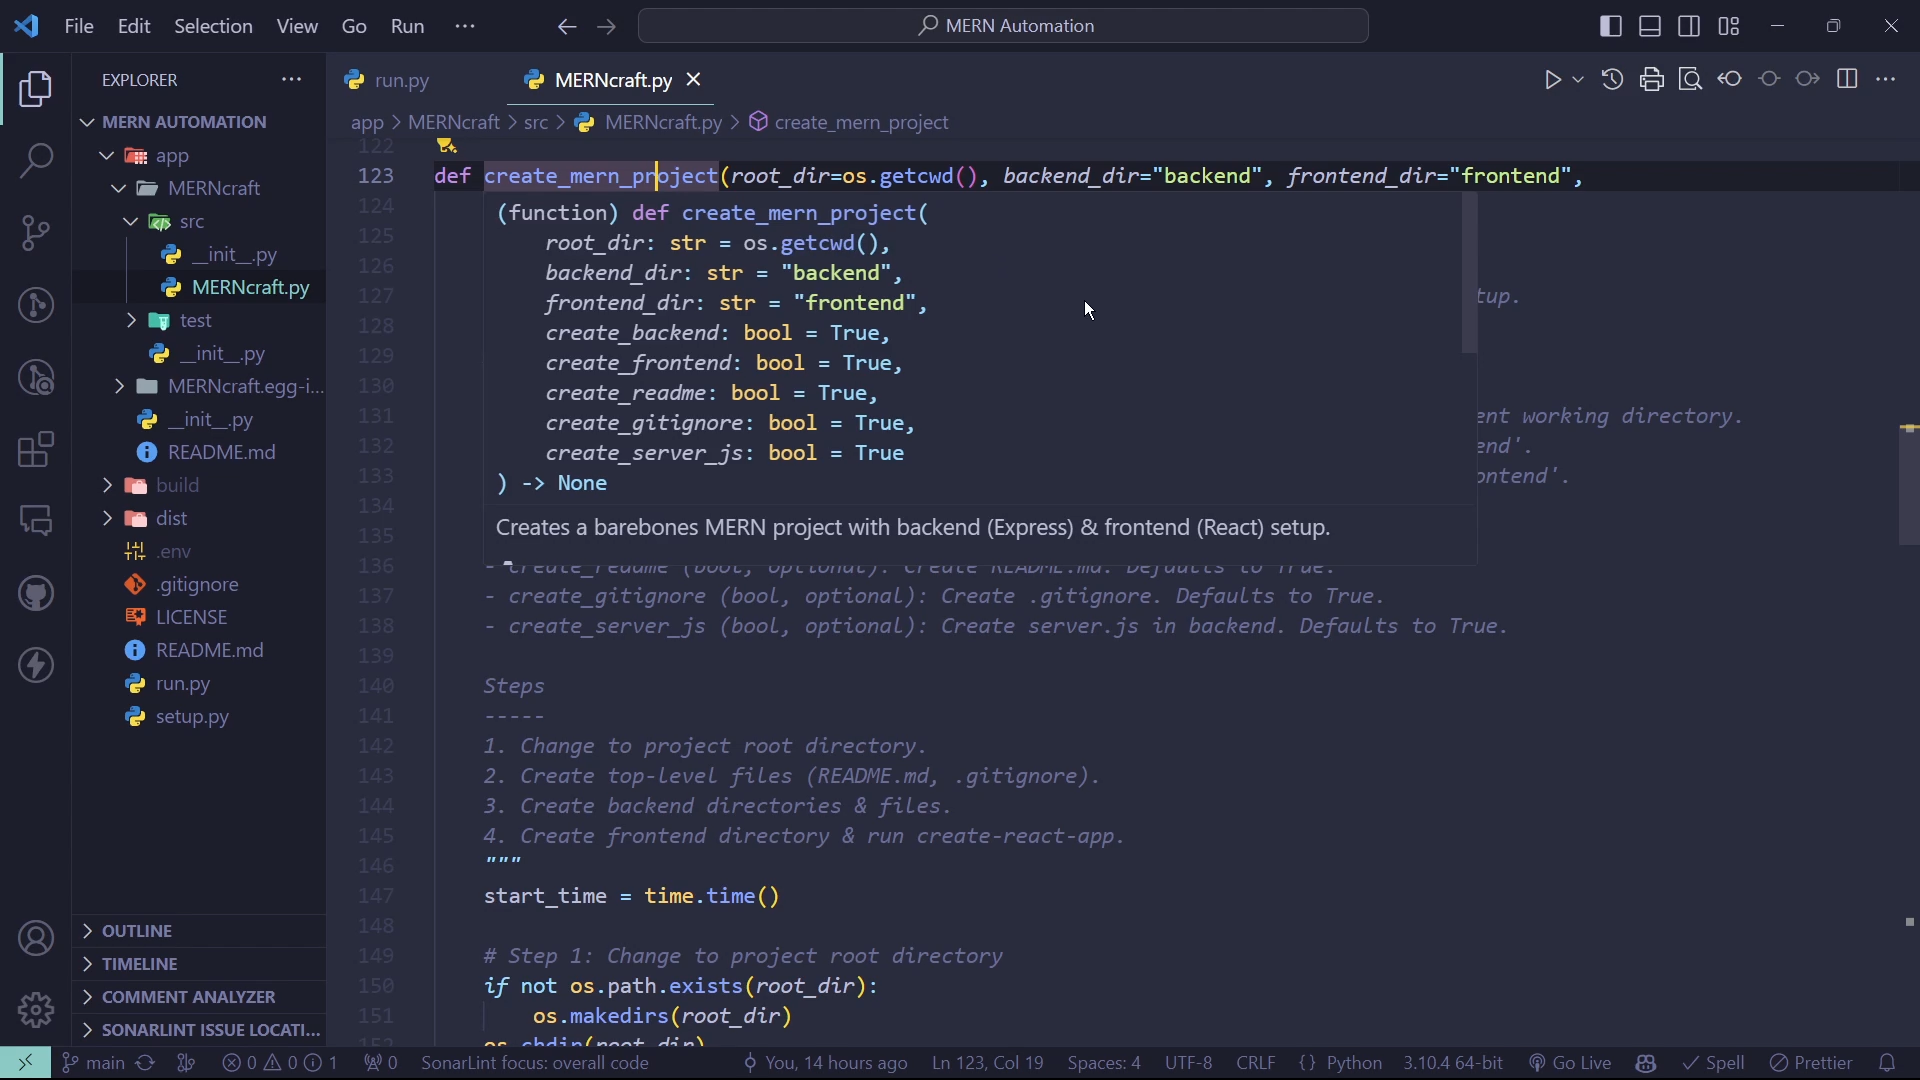 File Edit Selection View Go Run ··· MERN Automation
EXPLORER ···
run.py MERNcraft.py
MERN AUTOMATION
app
MERNcraft
src
__init__.py
MERNcraft.py
test
__init__.py
MERNcraft.egg-i...
__init__.py
README.md
build
dist
.env
.gitignore
LICENSE
README.md
run.py
setup.py
OUTLINE
TIMELINE
COMMENT ANALYZER
SONARLINT ISSUE LOCATI...
app > MERNcraft > src > MERNcraft.py > create_mern_project
122
123 def create_mern_project(root_dir=os.getcwd(), backend_dir="backend", frontend_dir="frontend",
124 (function) def create_mern_project(
125 root_dir: str = os.getcwd(),
126 backend_dir: str = "backend",
127 frontend_dir: str = "frontend", tup.
128 create_backend: bool = True,
129 create_frontend: bool = True,
130 create_readme: bool = True,
131 create_gitignore: bool = True, ent working directory.
132 create_server_js: bool = True end'.
133 ) -> None ontend'.
134
135 Creates a barebones MERN project with backend (Express) & frontend (React) setup.
136 - create_readme (bool, optional): Create README.md. Defaults to True.
137 - create_gitignore (bool, optional): Create .gitignore. Defaults to True.
138 - create_server_js (bool, optional): Create server.js in backend. Defaults to True.
139
140 Steps
141 -----
142 1. Change to project root directory.
143 2. Create top-level files (README.md, .gitignore).
144 3. Create backend directories & files.
145 4. Create frontend directory & run create-react-app.
146 """
147 start_time = time.time()
148
149 # Step 1: Change to project root directory
150 if not os.path.exists(root_dir):
151 os.makedirs(root_dir)
152 os.chdir(root_dir)
main 0 0 1 0 SonarLint focus: overall code You, 14 hours ago Ln 123, Col 19 Spaces: 4 UTF-8 CRLF {} Python 3.10.4 64-bit Go Live Spell Prettier